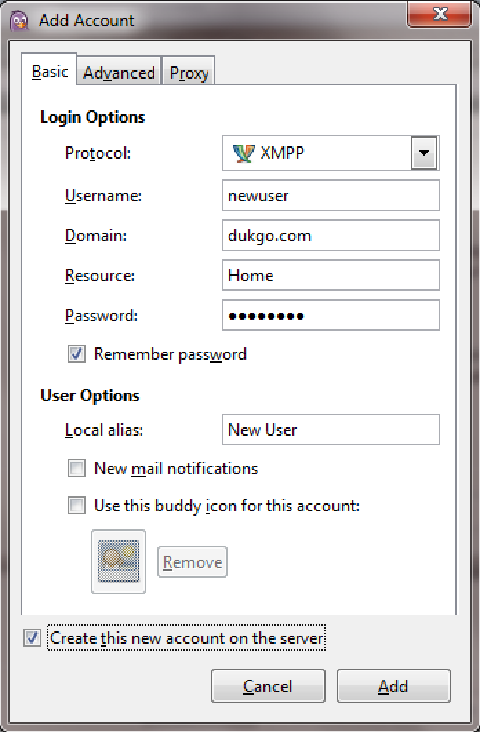 Add Account
Basic Advanced Proxy
Login Options
Protocol: XMPP
Username: newuser
Domain: dukgo.com
Resource: Home
Password: ●●●●●●●●
Remember password
User Options
Local alias: New User
New mail notifications
Use this buddy icon for this account:
Remove
Create this new account on the server
Cancel Add